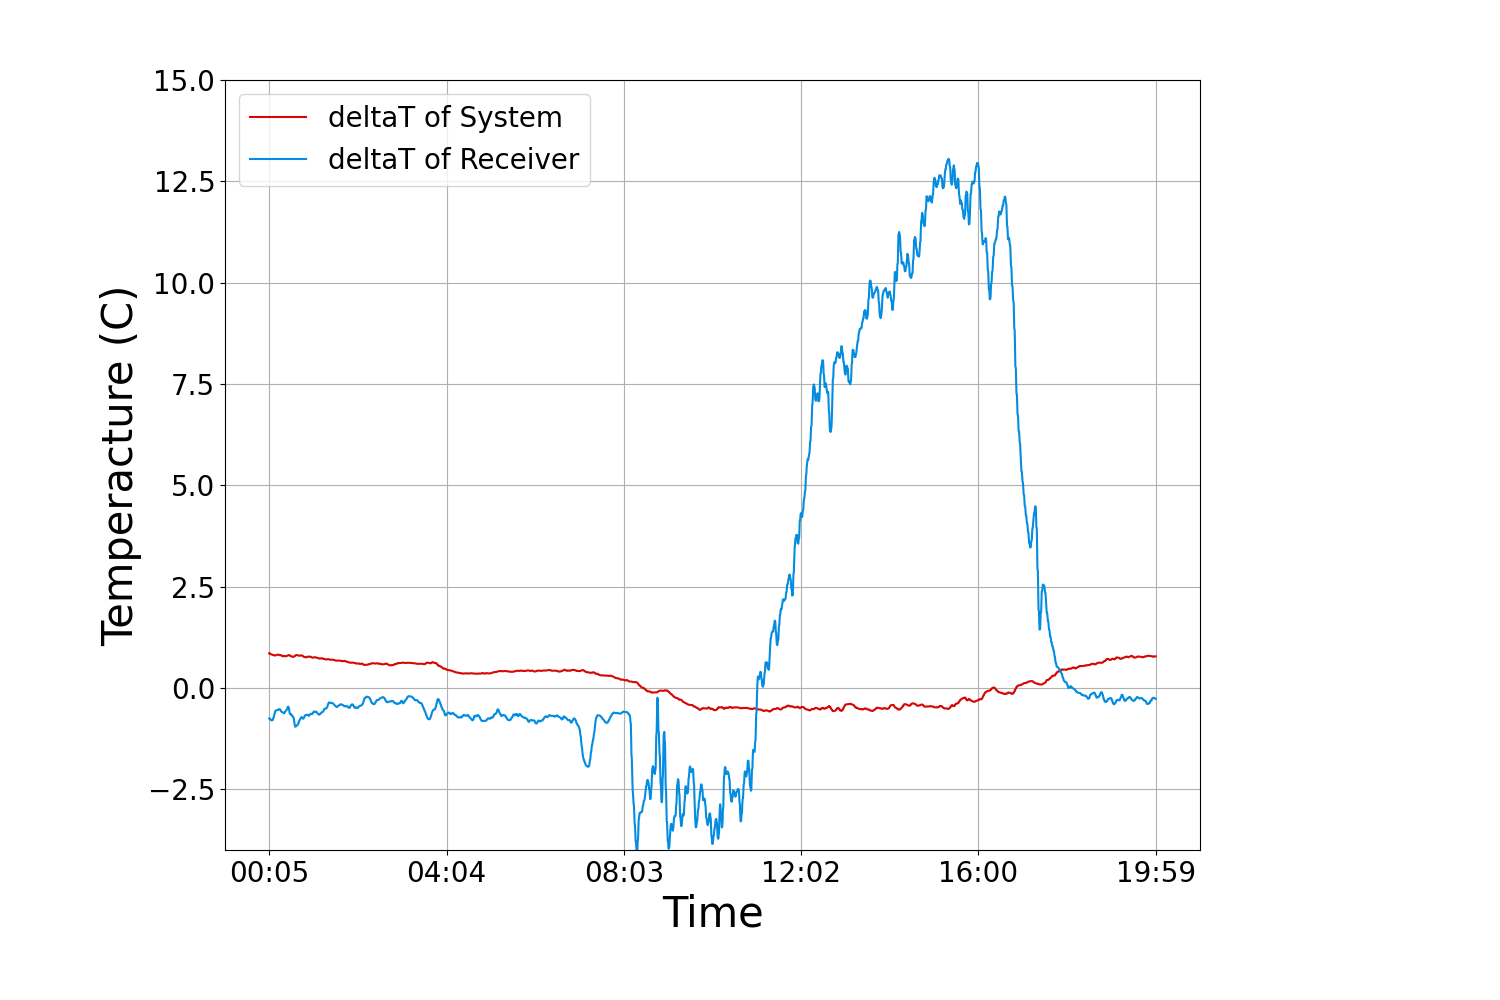 15.0
deltaT of System
deltaT of Receiver
12.5
10.0
7.5
5.0
2.5
0.0
−2.5
Temperacture (C)
00:05 04:04 08:03 12:02 16:00 19:59
Time